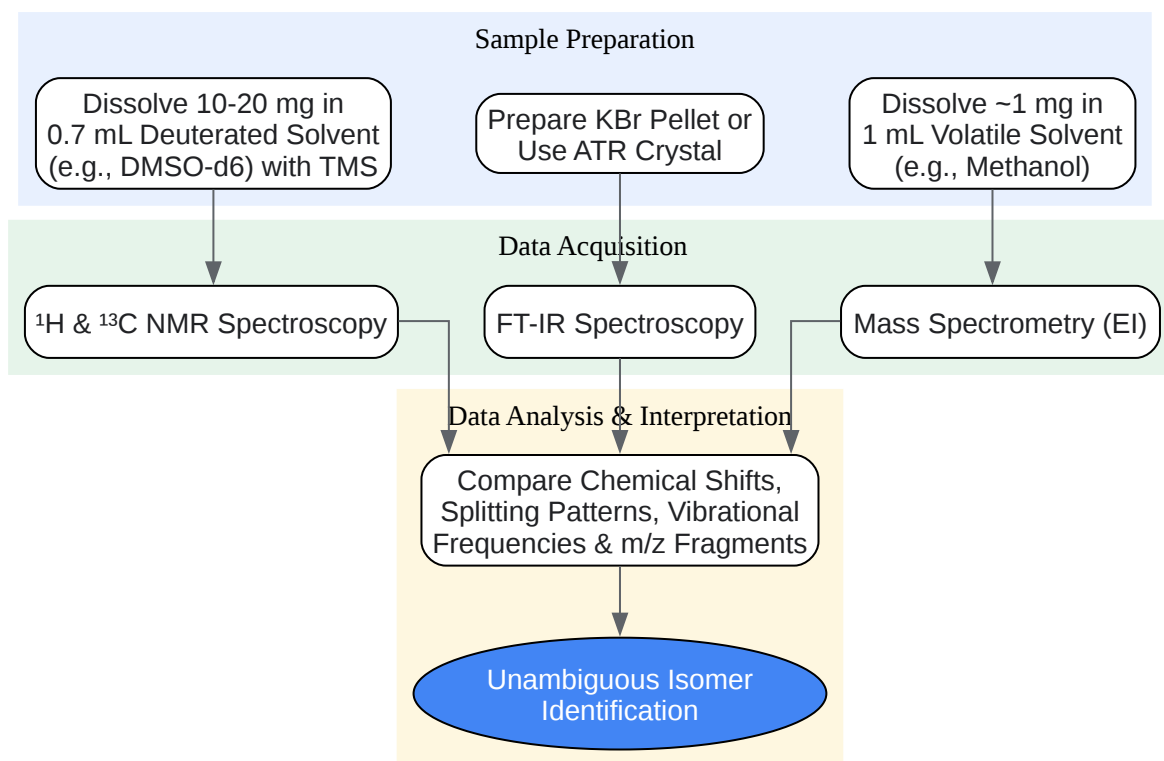 Sample Preparation
Dissolve 10-20 mg in
0.7 mL Deuterated Solvent
(e.g., DMSO-d6) with TMS
Prepare KBr Pellet or
Use ATR Crystal
Dissolve ~1 mg in
1 mL Volatile Solvent
(e.g., Methanol)
Data Acquisition
¹H & ¹³C NMR Spectroscopy
FT-IR Spectroscopy
Mass Spectrometry (EI)
Data Analysis & Interpretation
Compare Chemical Shifts,
Splitting Patterns, Vibrational
Frequencies & m/z Fragments
Unambiguous Isomer
Identification